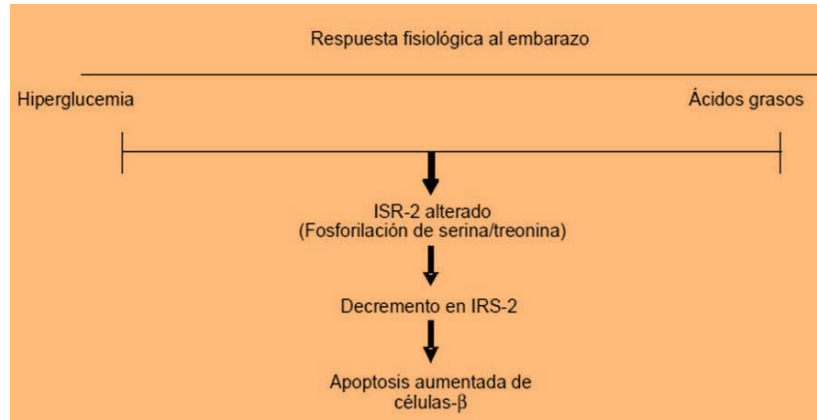 Respuesta fisiológica al embarazo
Hiperglucemia
Ácidos grasos
ISR-2 alterado
(Fosforilación de serina/treonina)
Decremento en IRS-2
Apoptosis aumentada de
células-β